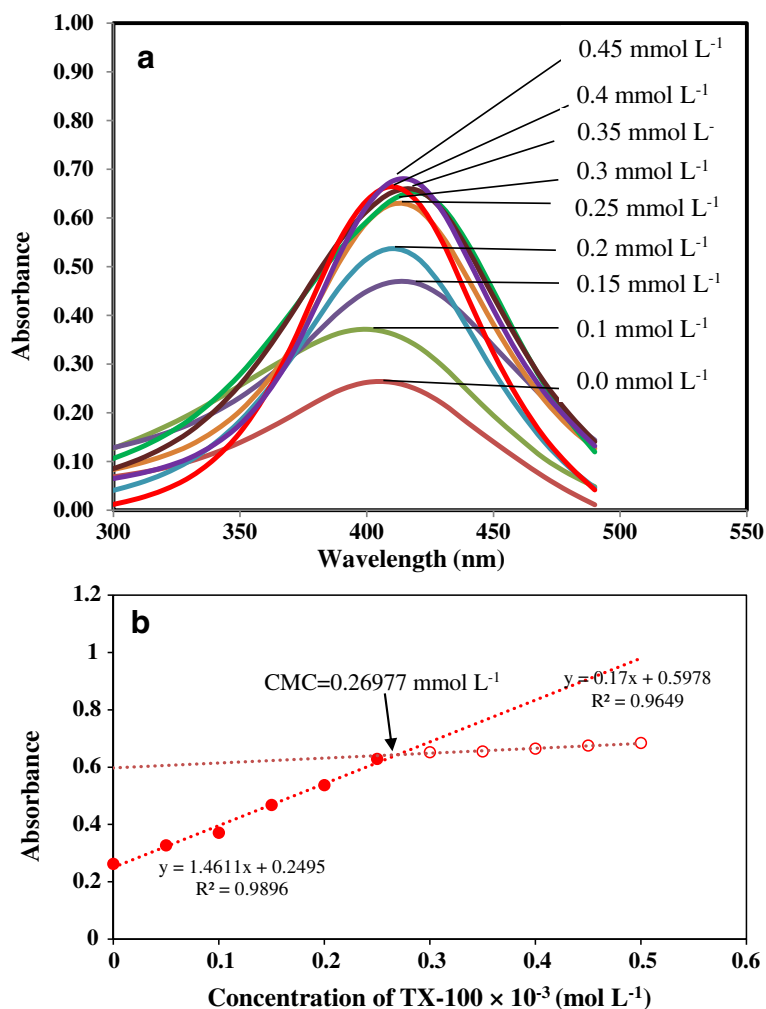 a
1.00
0.90
0.80
0.70
0.60
0.50
0.40
0.30
0.20
0.10
0.00
Absorbance
0.45 mmol L⁻¹
0.4 mmol L⁻¹
0.35 mmol L⁻
0.3 mmol L⁻¹
0.25 mmol L⁻¹
0.2 mmol L⁻¹
0.15 mmol L⁻¹
0.1 mmol L⁻¹
0.0 mmol L⁻¹
300 350 400 450 500 550
Wavelength (nm)
b
1.2
1
0.8
0.6
0.4
0.2
0
Absorbance
CMC=0.26977 mmol L⁻¹
y = 0.17x + 0.5978
R² = 0.9649
y = 1.4611x + 0.2495
R² = 0.9896
0 0.1 0.2 0.3 0.4 0.5 0.6
Concentration of TX-100 × 10⁻³ (mol L⁻¹)